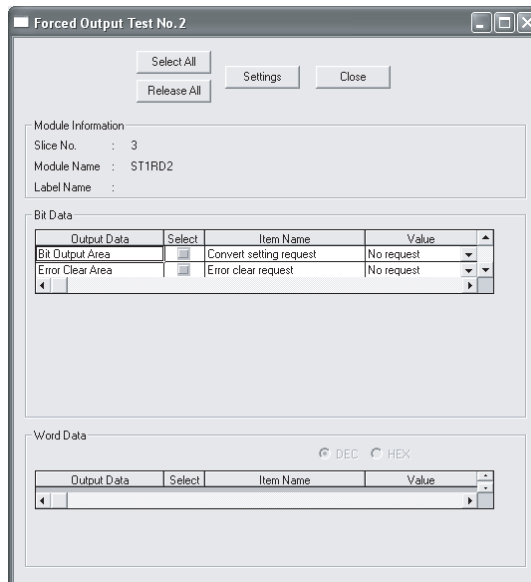 Forced Output Test No.2
Select All
Release All
Settings
Close
Module Information
Slice No. : 3
Module Name : ST1RD2
Label Name :
Bit Data
Output Data Select Item Name Value
Bit Output Area Convert setting request No request
Error Clear Area Error clear request No request
Word Data
DEC HEX
Output Data Select Item Name Value